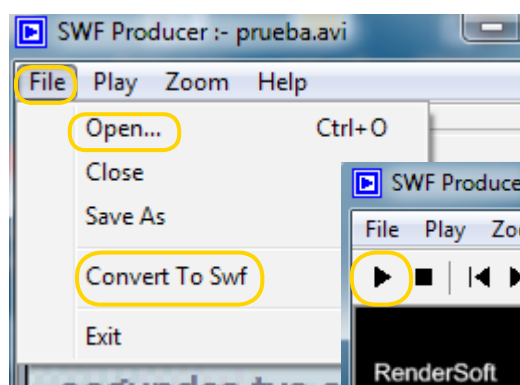 SWF Producer :- prueba.avi
File Play Zoom Help
Open... Ctrl+O
Close
Save As
Convert To Swf
Exit
SWF Produce
File Play Zo
RenderSoft